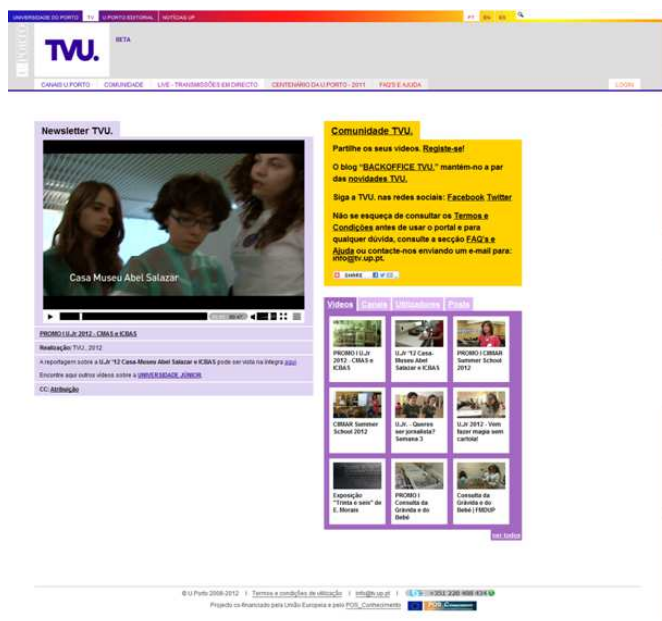 UNIVERSIDADE DO PORTO TV U.PORTO EDITORIAL NOTÍCIAS UP PT EN ES
U.PORTO
TVU. BETA
CANAIS U.PORTO COMUNIDADE LIVE - TRANSMISSÕES EM DIRECTO CENTENÁRIO DA U.PORTO - 2011 FAQ'S E AJUDA LOGIN
Newsletter TVU.
Casa Museu Abel Salazar
00:47
PROMO I U.Jr 2012 - CMAS e ICBAS
Realização: TVU., 2012
A reportagem sobre a U.Jr '12 Casa-Museu Abel Salazar e ICBAS pode ser vista na íntegra aqui
Encontre aqui outros vídeos sobre a UNIVERSIDADE JÚNIOR.
CC: Atribuição
Comunidade TVU.
Partilhe os seus vídeos. Registe-se!
O blog "BACKOFFICE TVU." mantém-no a par
das novidades TVU.
Siga a TVU. nas redes sociais: Facebook Twitter
Não se esqueça de consultar os Termos e
Condições antes de usar o portal e para
qualquer dúvida, consulte a secção FAQ's e
Ajuda ou contacte-nos enviando um e-mail para:
info@tv.up.pt.
SHARE
Vídeos Canais Utilizadores Posts
PROMO I U.Jr
2012 - CMAS e
ICBAS
U.Jr '12 Casa-
Museu Abel
Salazar e ICBAS
PROMO I CIIMAR
Summer School
2012
CIIMAR Summer
School 2012
U.Jr. - Queres
ser jornalista?
Semana 3
U.Jr 2012 - Vem
fazer magia sem
cartola!
Exposição
"Trinta e seis" de
E. Morais
PROMO I
Consulta da
Grávida e do
Bebé
Consulta da
Grávida e do
Bebé | FMDUP
ver todos
© U.Porto 2008-2012 I Termos e condições de utilização I info@tv.up.pt I +351 220 408 434
Projecto co-financiado pela União Europeia e pelo POS_Conhecimento